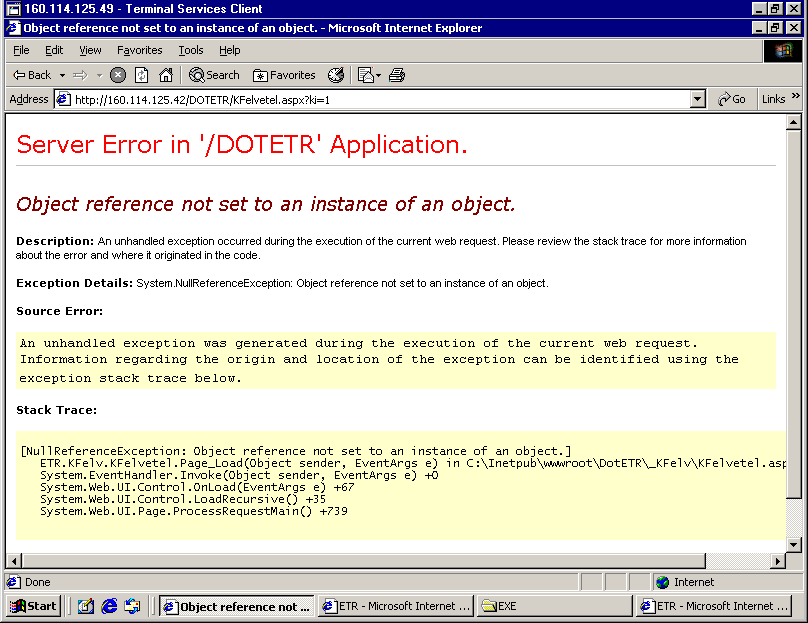 160.114.125.49 - Terminal Services Client
Object reference not set to an instance of an object. - Microsoft Internet Explorer
File Edit View Favorites Tools Help
Back Search Favorites
Address http://160.114.125.42/DOTETR/KFelvetel.aspx?ki=1 Go Links »
Server Error in '/DOTETR' Application.
Object reference not set to an instance of an object.
Description: An unhandled exception occurred during the execution of the current web request. Please review the stack trace for more information
about the error and where it originated in the code.
Exception Details: System.NullReferenceException: Object reference not set to an instance of an object.
Source Error:
An unhandled exception was generated during the execution of the current web request.
Information regarding the origin and location of the exception can be identified using the
exception stack trace below.
Stack Trace:
[NullReferenceException: Object reference not set to an instance of an object.]
ETR.KFelv.KFelvetel.Page_Load(Object sender, EventArgs e) in C:\Inetpub\wwwroot\DotETR\_KFelv\KFelvetel.asp
System.EventHandler.Invoke(Object sender, EventArgs e) +0
System.Web.UI.Control.OnLoad(EventArgs e) +67
System.Web.UI.Control.LoadRecursive() +35
System.Web.UI.Page.ProcessRequestMain() +739
Done Internet
Start Object reference not ... ETR - Microsoft Internet ... EXE ETR - Microsoft Internet ...